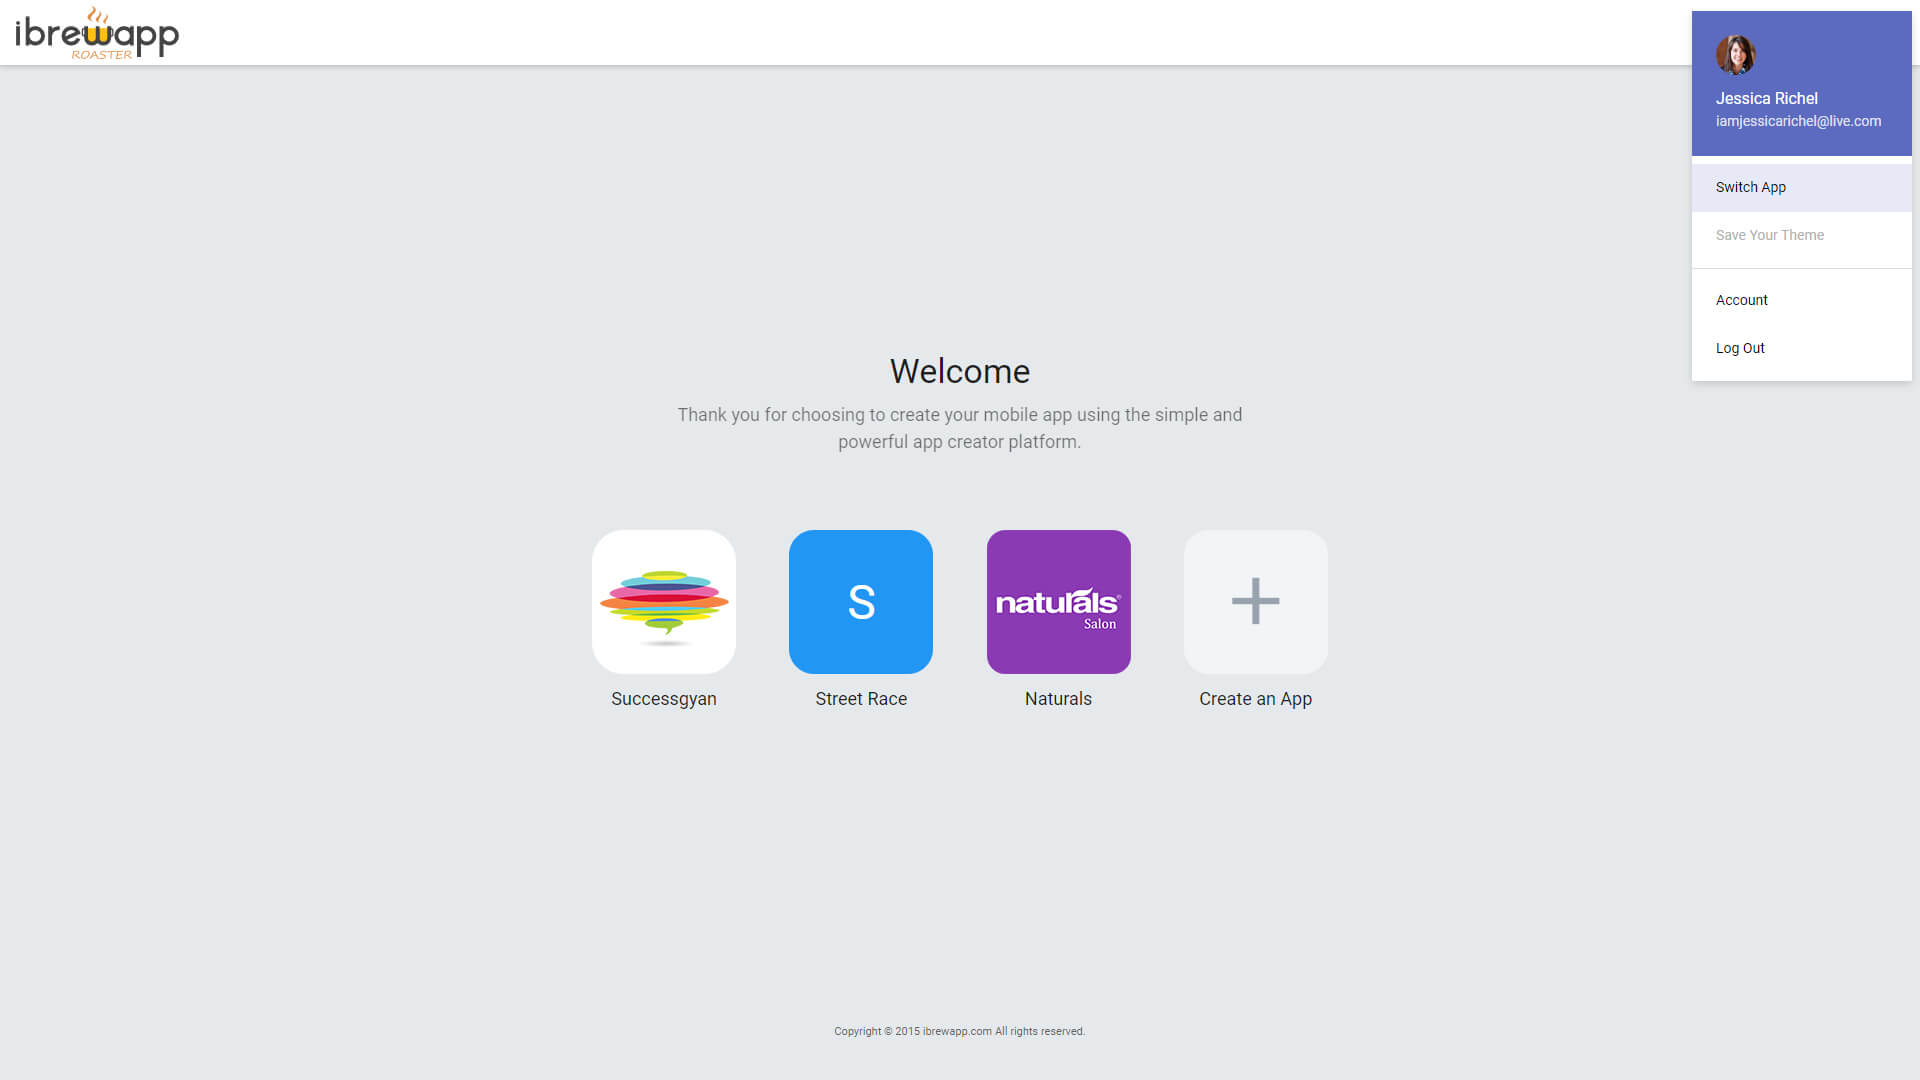 ibrewapp
ROASTER
Jessica Richel
iamjessicarichel@live.com
Switch App
Save Your Theme
Account
Log Out
Welcome
Thank you for choosing to create your mobile app using the simple and
powerful app creator platform.
S
naturals®
Salon
Successgyan
Street Race
Naturals
Create an App
Copyright © 2015 ibrewapp.com All rights reserved.